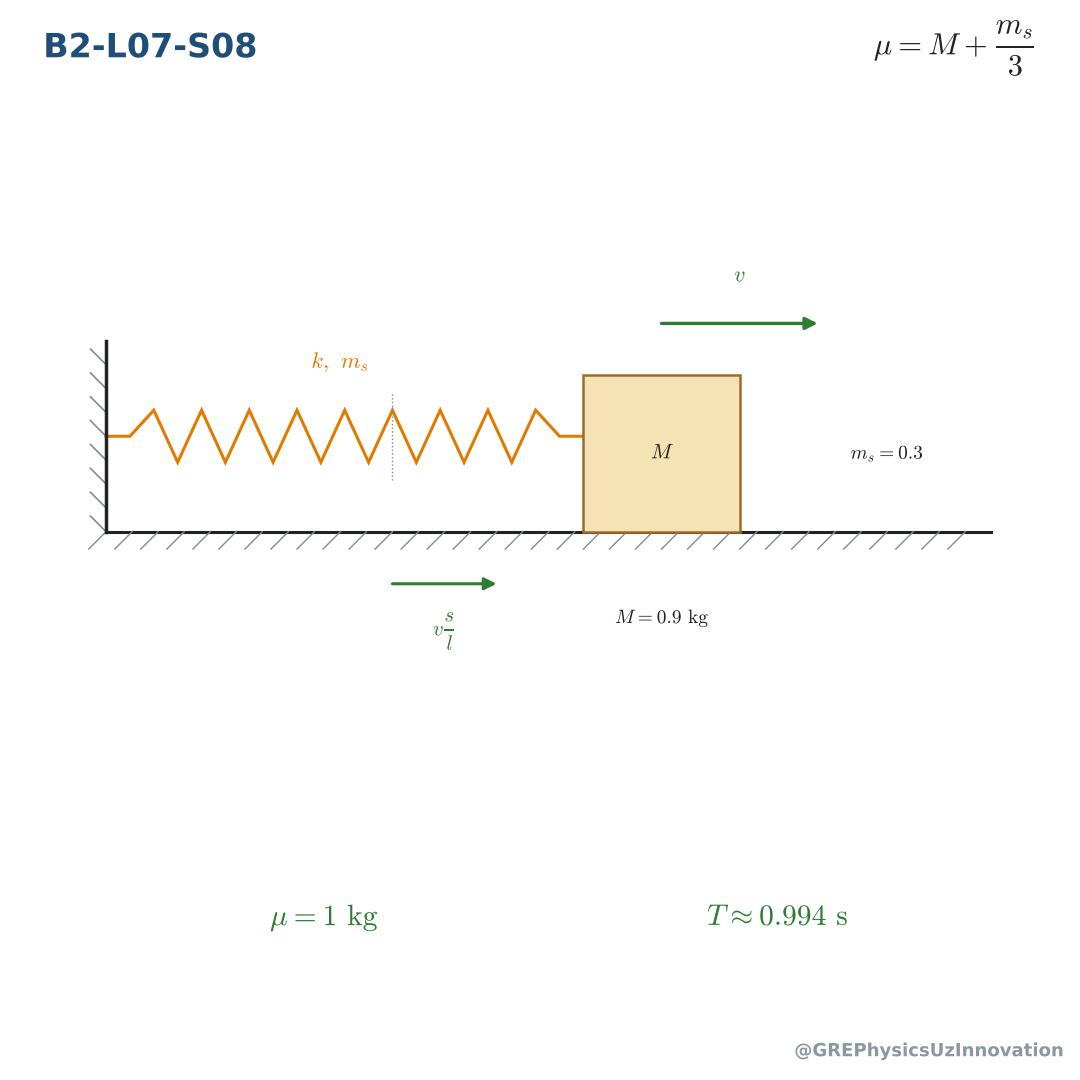 B2-L07-S08
μ = M + m_s/3
v
k, m_s
M
m_s = 0.3
v s/l
M = 0.9 kg
μ = 1 kg
T ≈ 0.994 s
@GREPhysicsUzInnovation